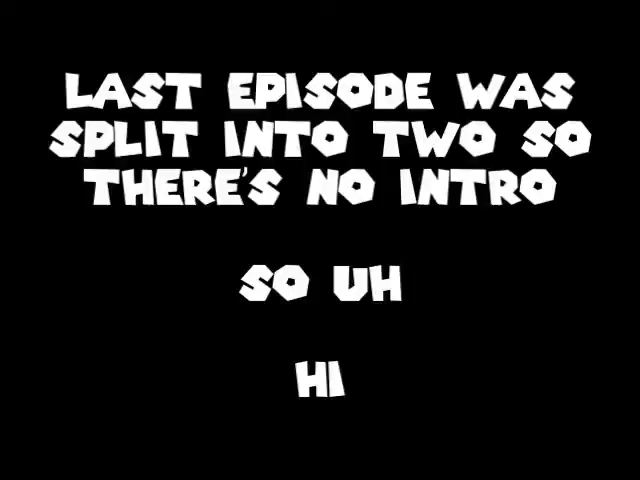 LAST EPISODE WAS
SPLIT INTO TWO SO
THERE'S NO INTRO
SO UH
HI